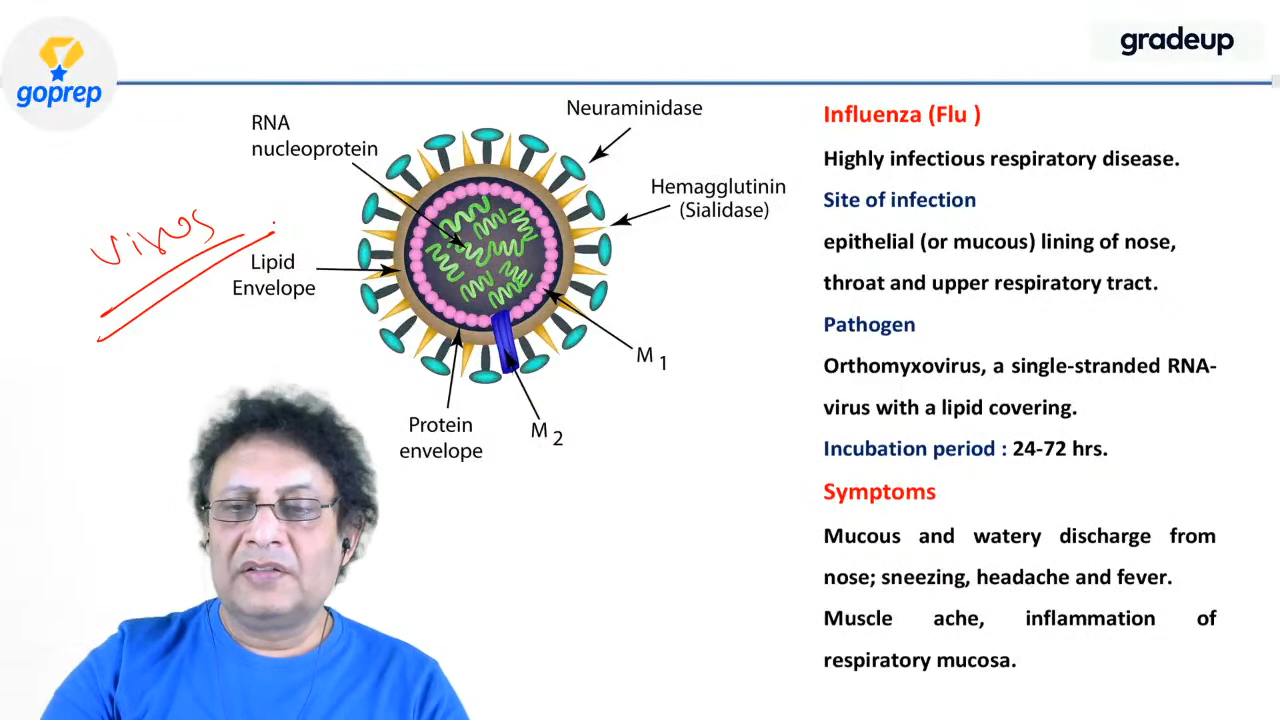 goprep
gradeup
RNA
nucleoprotein
Neuraminidase
Hemagglutinin
(Sialidase)
virus
Lipid
Envelope
M 1
M 2
Protein
envelope
Influenza (Flu )
Highly infectious respiratory disease.
Site of infection
epithelial (or mucous) lining of nose,
throat and upper respiratory tract.
Pathogen
Orthomyxovirus, a single-stranded RNA-
virus with a lipid covering.
Incubation period : 24-72 hrs.
Symptoms
Mucous and watery discharge from
nose; sneezing, headache and fever.
Muscle ache, inflammation of
respiratory mucosa.